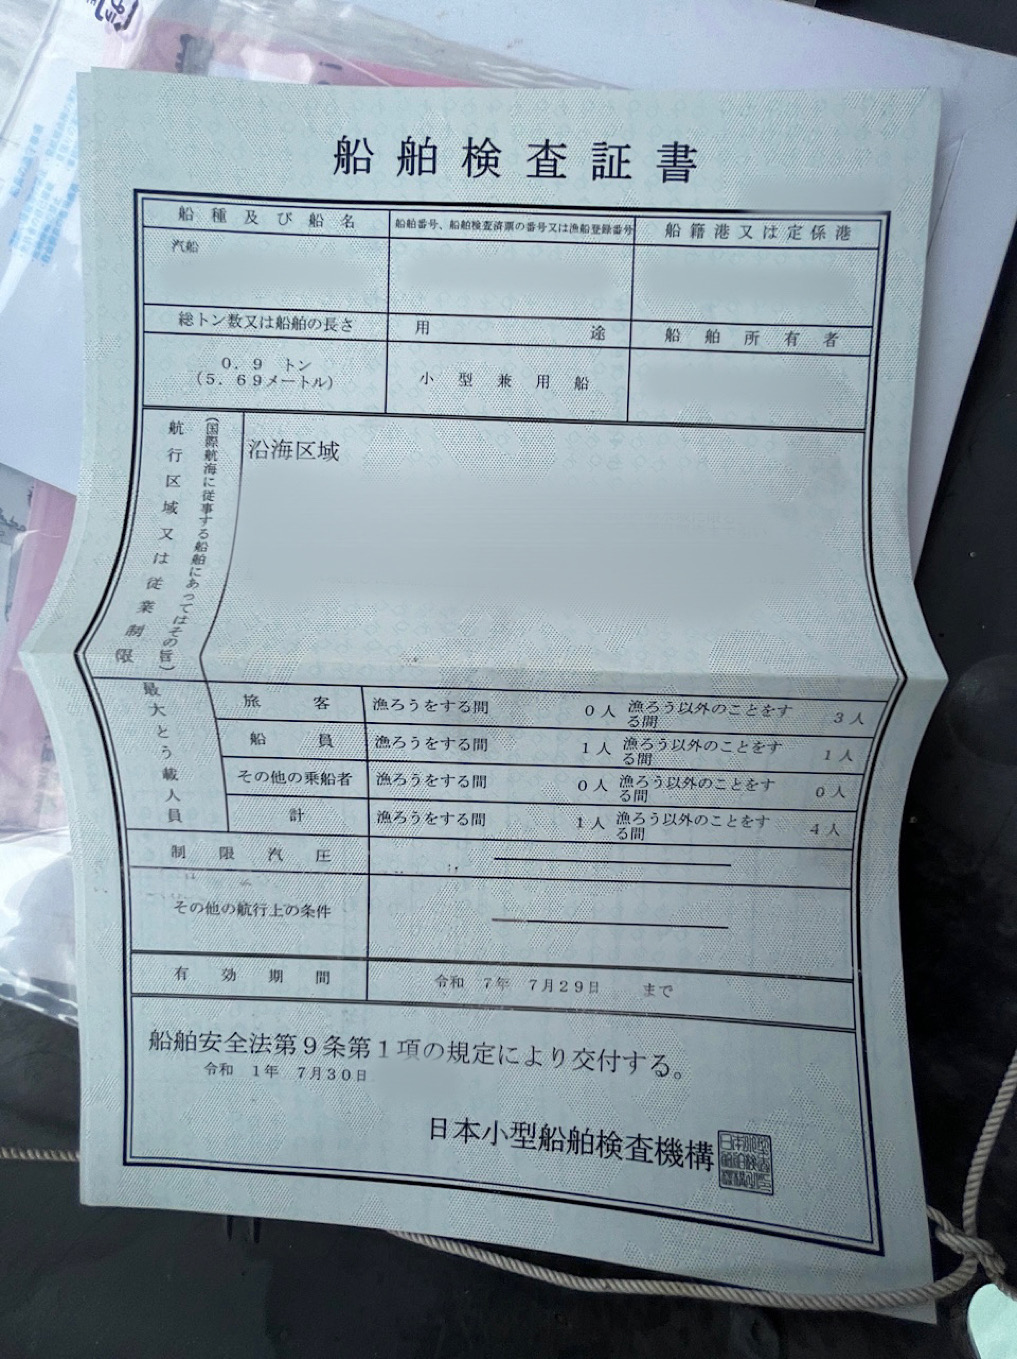 船舶検査証書
船種及び船名
船舶番号、船舶検査済票の番号又は漁船登録番号
船籍港又は定係港
汽船
総トン数又は船舶の長さ
用途
船舶所有者
0.9 トン
(5.69メートル)
小型兼用船
航行区域又は従業制限
(国際航海に従事する船舶にあってはその旨)
沿海区域
最大とう載人員
旅客 漁ろうをする間 0人 漁ろう以外のことをす
る間 3人
船員 漁ろうをする間 1人 漁ろう以外のことをす
る間 1人
その他の乗船者 漁ろうをする間 0人 漁ろう以外のことをす
る間 0人
計 漁ろうをする間 1人 漁ろう以外のことをす
る間 4人
制限汽圧
その他の航行上の条件
有効期間 令和 7年 7月29日 まで
船舶安全法第9条第1項の規定により交付する。
令和 1年 7月30日
日本小型船舶検査機構